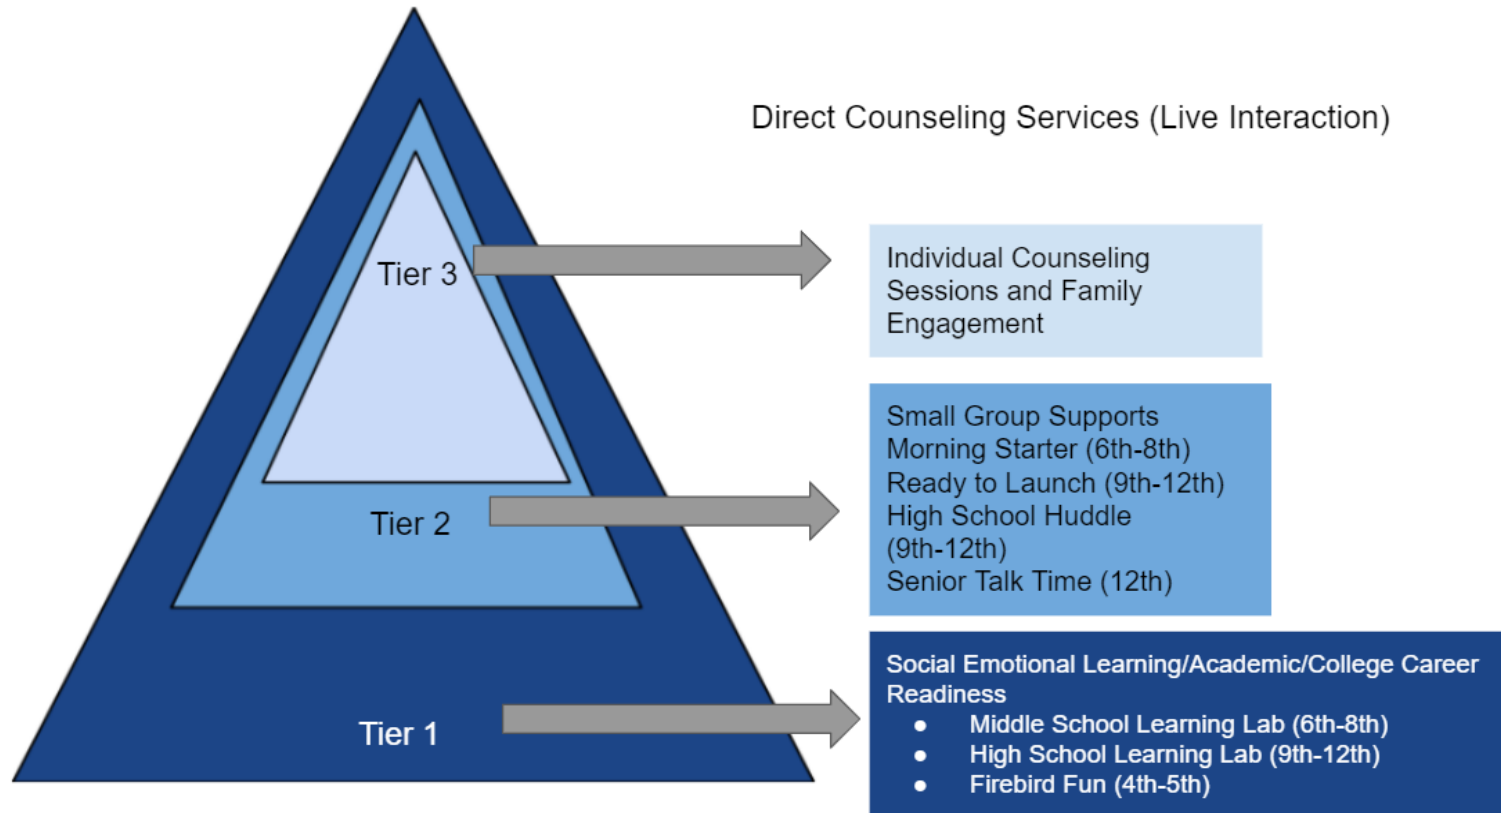 Direct Counseling Services (Live Interaction)
Tier 3
Individual Counseling
Sessions and Family
Engagement
Tier 2
Small Group Supports
Morning Starter (6th-8th)
Ready to Launch (9th-12th)
High School Huddle
(9th-12th)
Senior Talk Time (12th)
Tier 1
Social Emotional Learning/Academic/College Career
Readiness
● Middle School Learning Lab (6th-8th)
● High School Learning Lab (9th-12th)
● Firebird Fun (4th-5th)